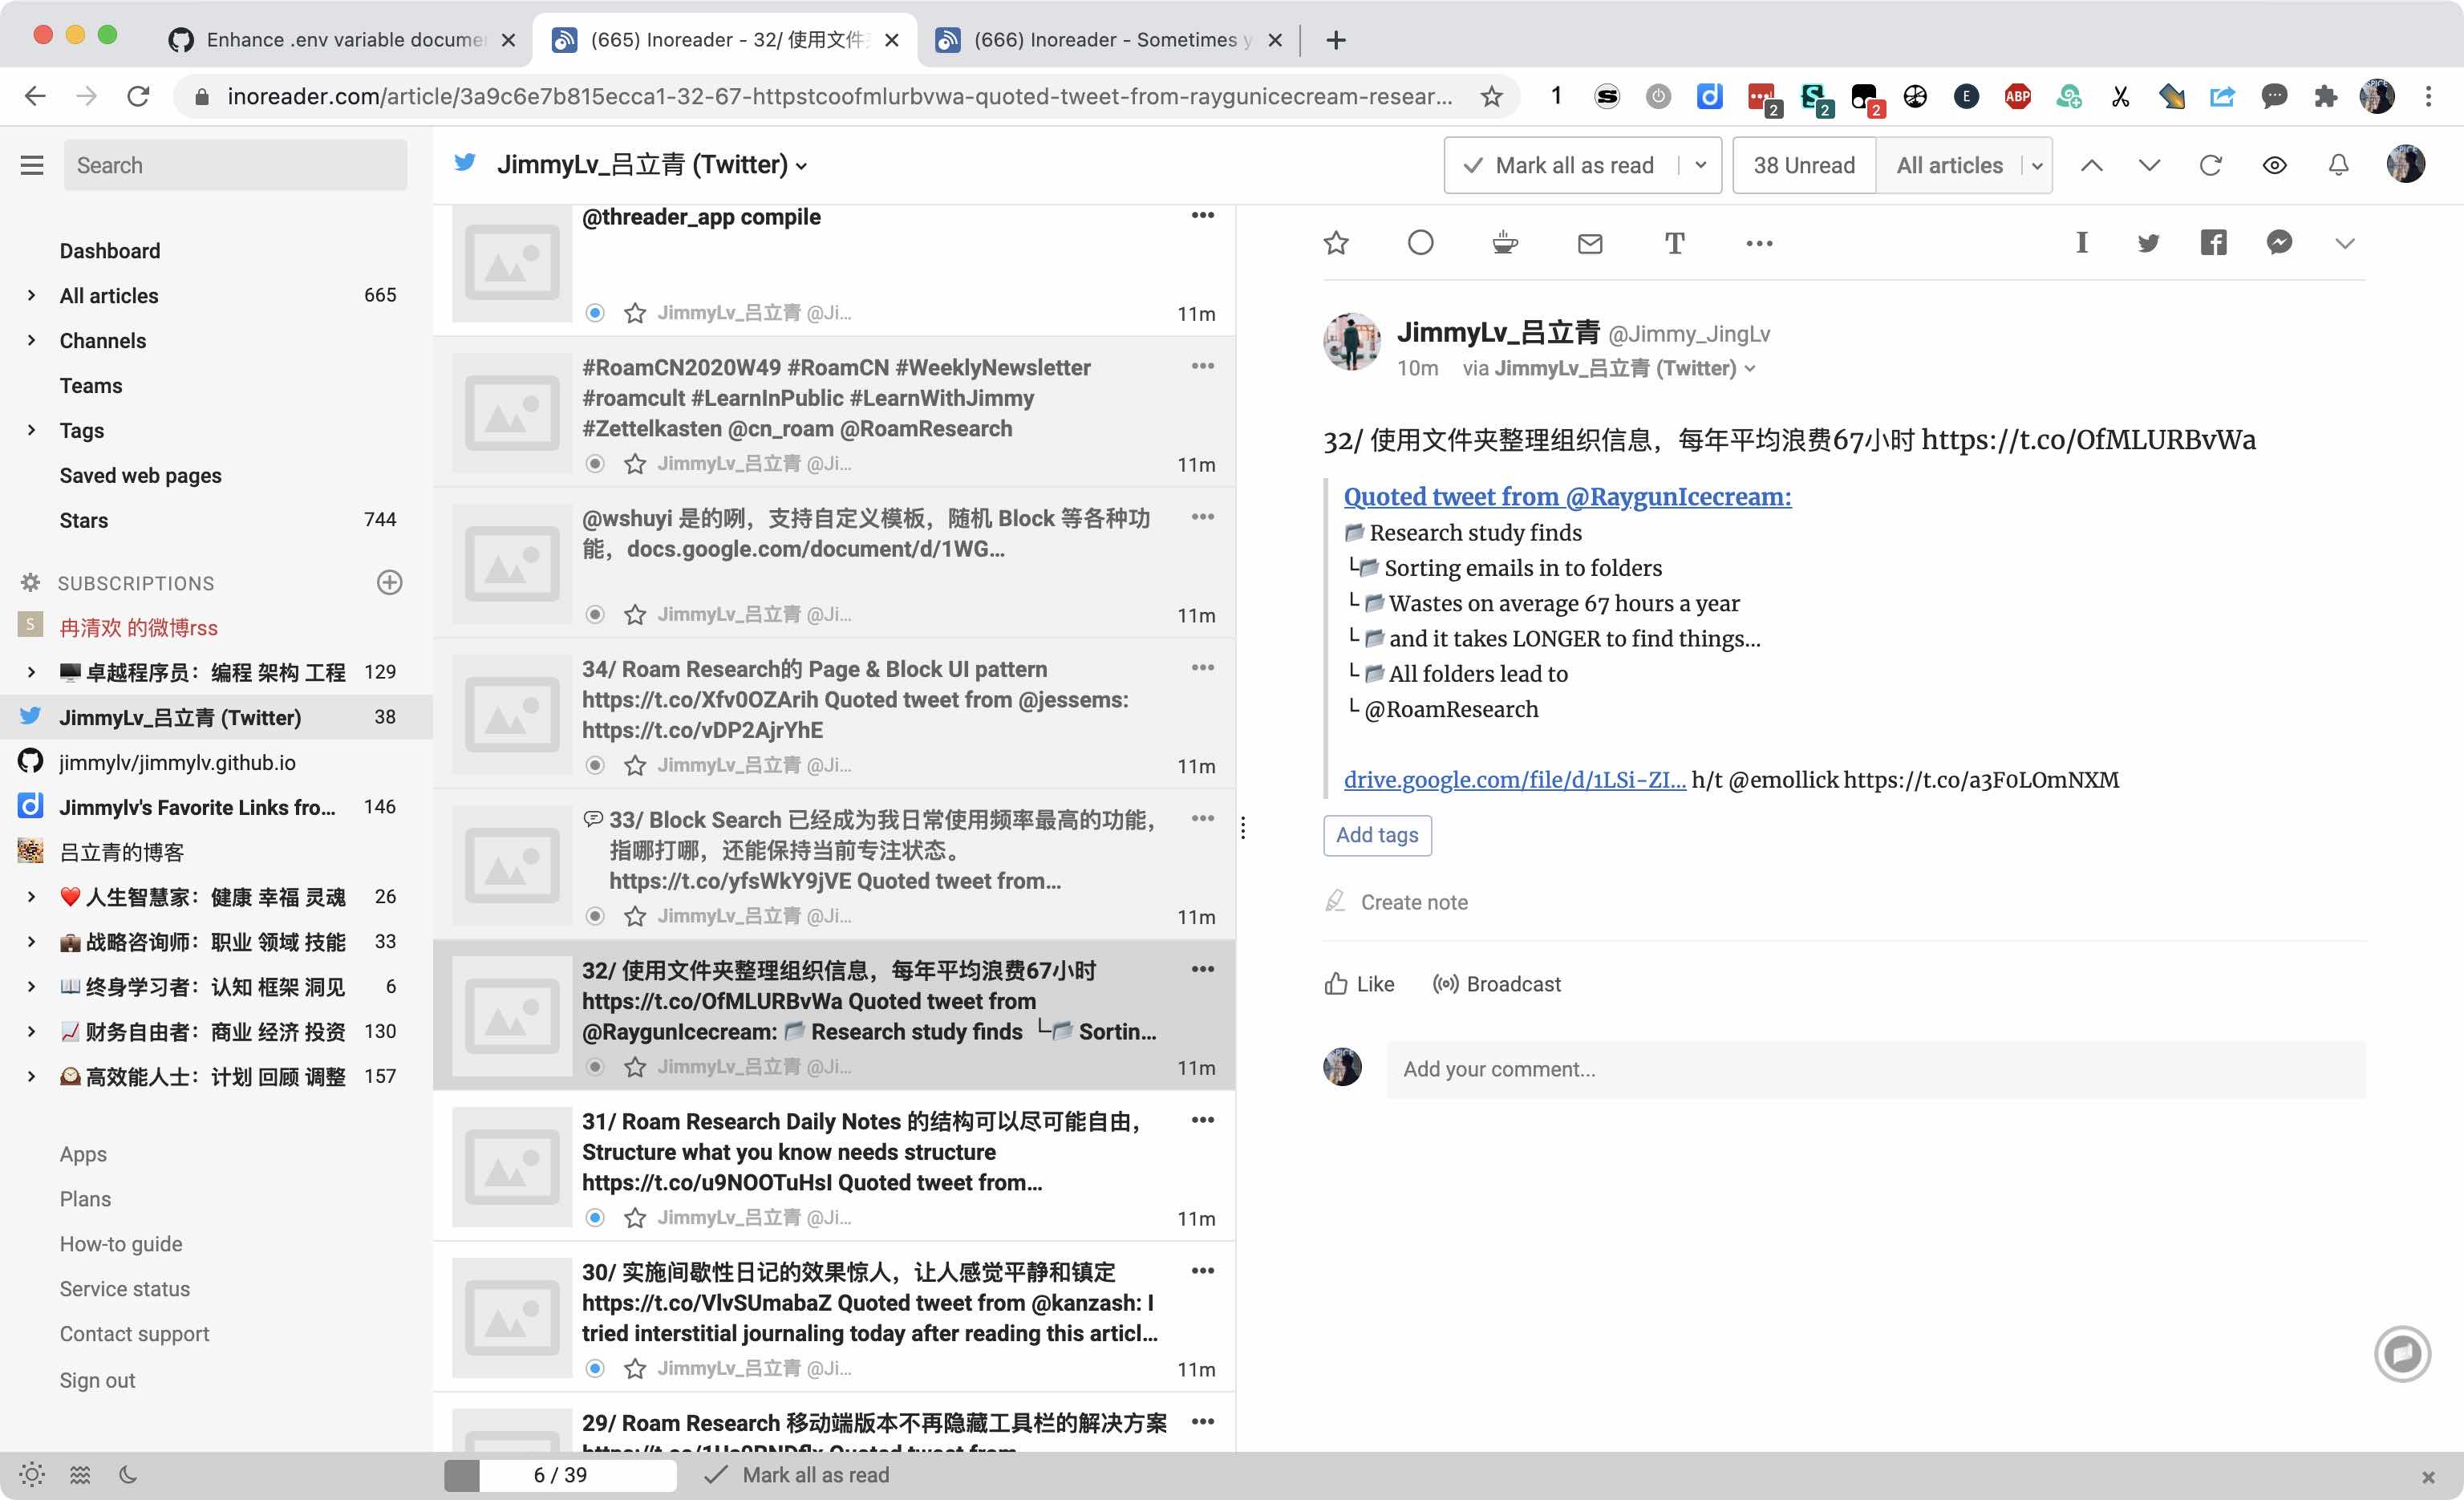 Enhance .env variable docume
(665) Inoreader - 32/ 使用文件
(666) Inoreader - Sometimes y
inoreader.com/article/3a9c6e7b815ecca1-32-67-httpstcoofmlurbvwa-quoted-tweet-from-raygunicecream-resear...
1
2
2
2
E
ABP
Search
JimmyLv_吕立青 (Twitter)
Mark all as read
38 Unread
All articles
Dashboard
All articles 665
Channels
Teams
Tags
Saved web pages
Stars 744
SUBSCRIPTIONS
S 冉清欢 的微博rss
卓越程序员：编程 架构 工程 129
JimmyLv_吕立青 (Twitter) 38
jimmylv/jimmylv.github.io
Jimmylv's Favorite Links fro... 146
吕立青的博客
人生智慧家：健康 幸福 灵魂 26
战略咨询师：职业 领域 技能 33
终身学习者：认知 框架 洞见 6
财务自由者：商业 经济 投资 130
高效能人士：计划 回顾 调整 157
Apps
Plans
How-to guide
Service status
Contact support
Sign out
@threader_app compile
JimmyLv_吕立青 @Ji... 11m
#RoamCN2020W49 #RoamCN #WeeklyNewsletter
#roamcult #LearnInPublic #LearnWithJimmy
#Zettelkasten @cn_roam @RoamResearch
JimmyLv_吕立青 @Ji... 11m
@wshuyi 是的咧，支持自定义模板，随机 Block 等各种功
能，docs.google.com/document/d/1WG...
JimmyLv_吕立青 @Ji... 11m
34/ Roam Research的 Page & Block UI pattern
https://t.co/Xfv0OZArih Quoted tweet from @jessems:
https://t.co/vDP2AjrYhE
JimmyLv_吕立青 @Ji... 11m
33/ Block Search 已经成为我日常使用频率最高的功能，
指哪打哪，还能保持当前专注状态。
https://t.co/yfsWkY9jVE Quoted tweet from...
JimmyLv_吕立青 @Ji... 11m
32/ 使用文件夹整理组织信息，每年平均浪费67小时
https://t.co/OfMLURBvWa Quoted tweet from
@RaygunIcecream: 📂 Research study finds └📂 Sortin...
JimmyLv_吕立青 @Ji... 11m
31/ Roam Research Daily Notes 的结构可以尽可能自由，
Structure what you know needs structure
https://t.co/u9NOOTuHsI Quoted tweet from...
JimmyLv_吕立青 @Ji... 11m
30/ 实施间歇性日记的效果惊人，让人感觉平静和镇定
https://t.co/VlvSUmabaZ Quoted tweet from @kanzash: I
tried interstitial journaling today after reading this articl...
JimmyLv_吕立青 @Ji... 11m
29/ Roam Research 移动端版本不再隐藏工具栏的解决方案
JimmyLv_吕立青 @Jimmy_JingLv
10m via JimmyLv_吕立青 (Twitter)
32/ 使用文件夹整理组织信息，每年平均浪费67小时 https://t.co/OfMLURBvWa
Quoted tweet from @RaygunIcecream:
📂 Research study finds
└📂 Sorting emails in to folders
└ 📂 Wastes on average 67 hours a year
└ 📂 and it takes LONGER to find things...
└ 📂 All folders lead to
└ @RoamResearch
drive.google.com/file/d/1LSi-ZI... h/t @emollick https://t.co/a3F0LOmNXM
Add tags
Create note
Like
Broadcast
Add your comment...
6 / 39
Mark all as read